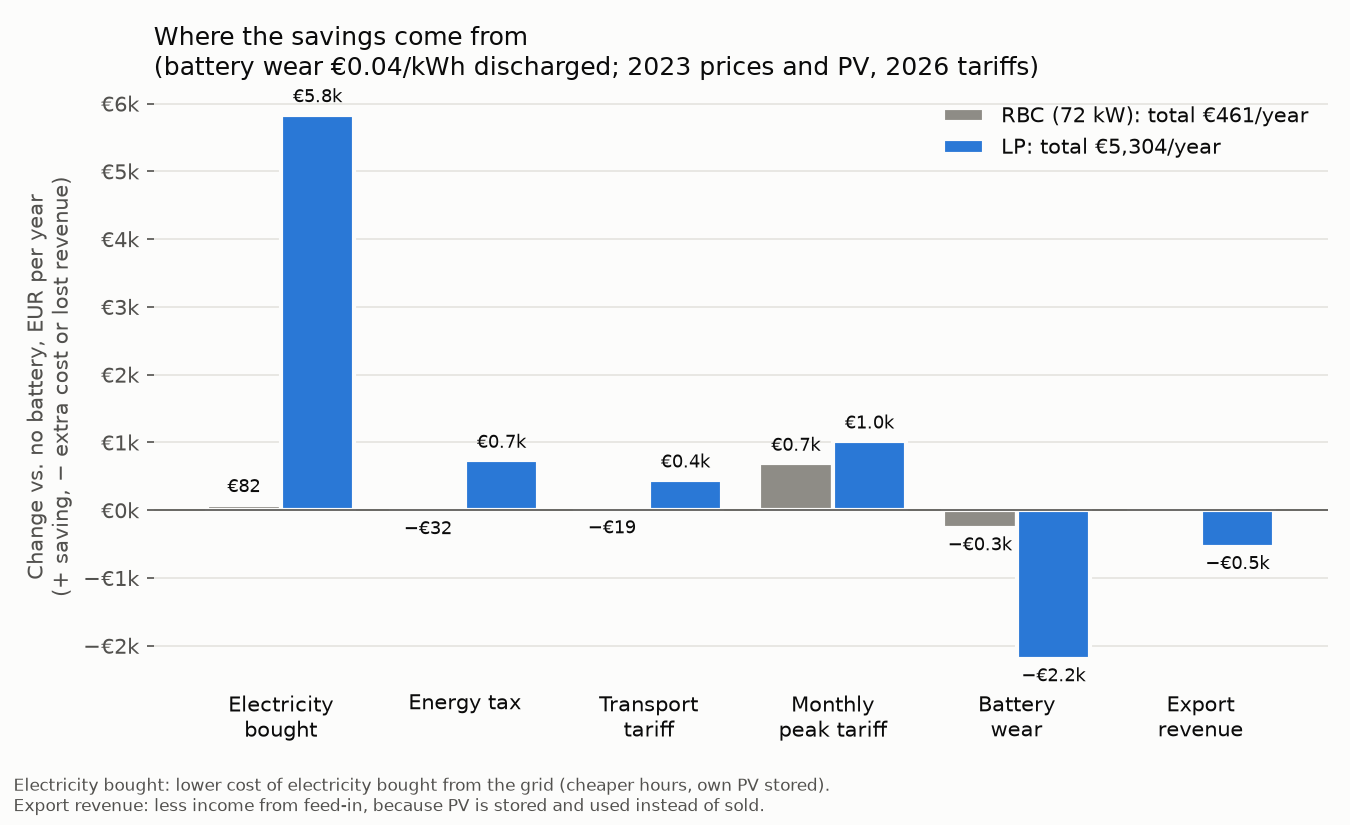 Where the savings come from
(battery wear €0.04/kWh discharged; 2023 prices and PV, 2026 tariffs)
RBC (72 kW): total €461/year
LP: total €5,304/year
Change vs. no battery, EUR per year
(+ saving, − extra cost or lost revenue)
€6k
€5k
€4k
€3k
€2k
€1k
€0k
−€1k
−€2k
€82
€5.8k
−€32
€0.7k
−€19
€0.4k
€0.7k
€1.0k
−€0.3k
−€2.2k
−€0.5k
Electricity
bought
Energy tax
Transport
tariff
Monthly
peak tariff
Battery
wear
Export
revenue
Electricity bought: lower cost of electricity bought from the grid (cheaper hours, own PV stored).
Export revenue: less income from feed-in, because PV is stored and used instead of sold.